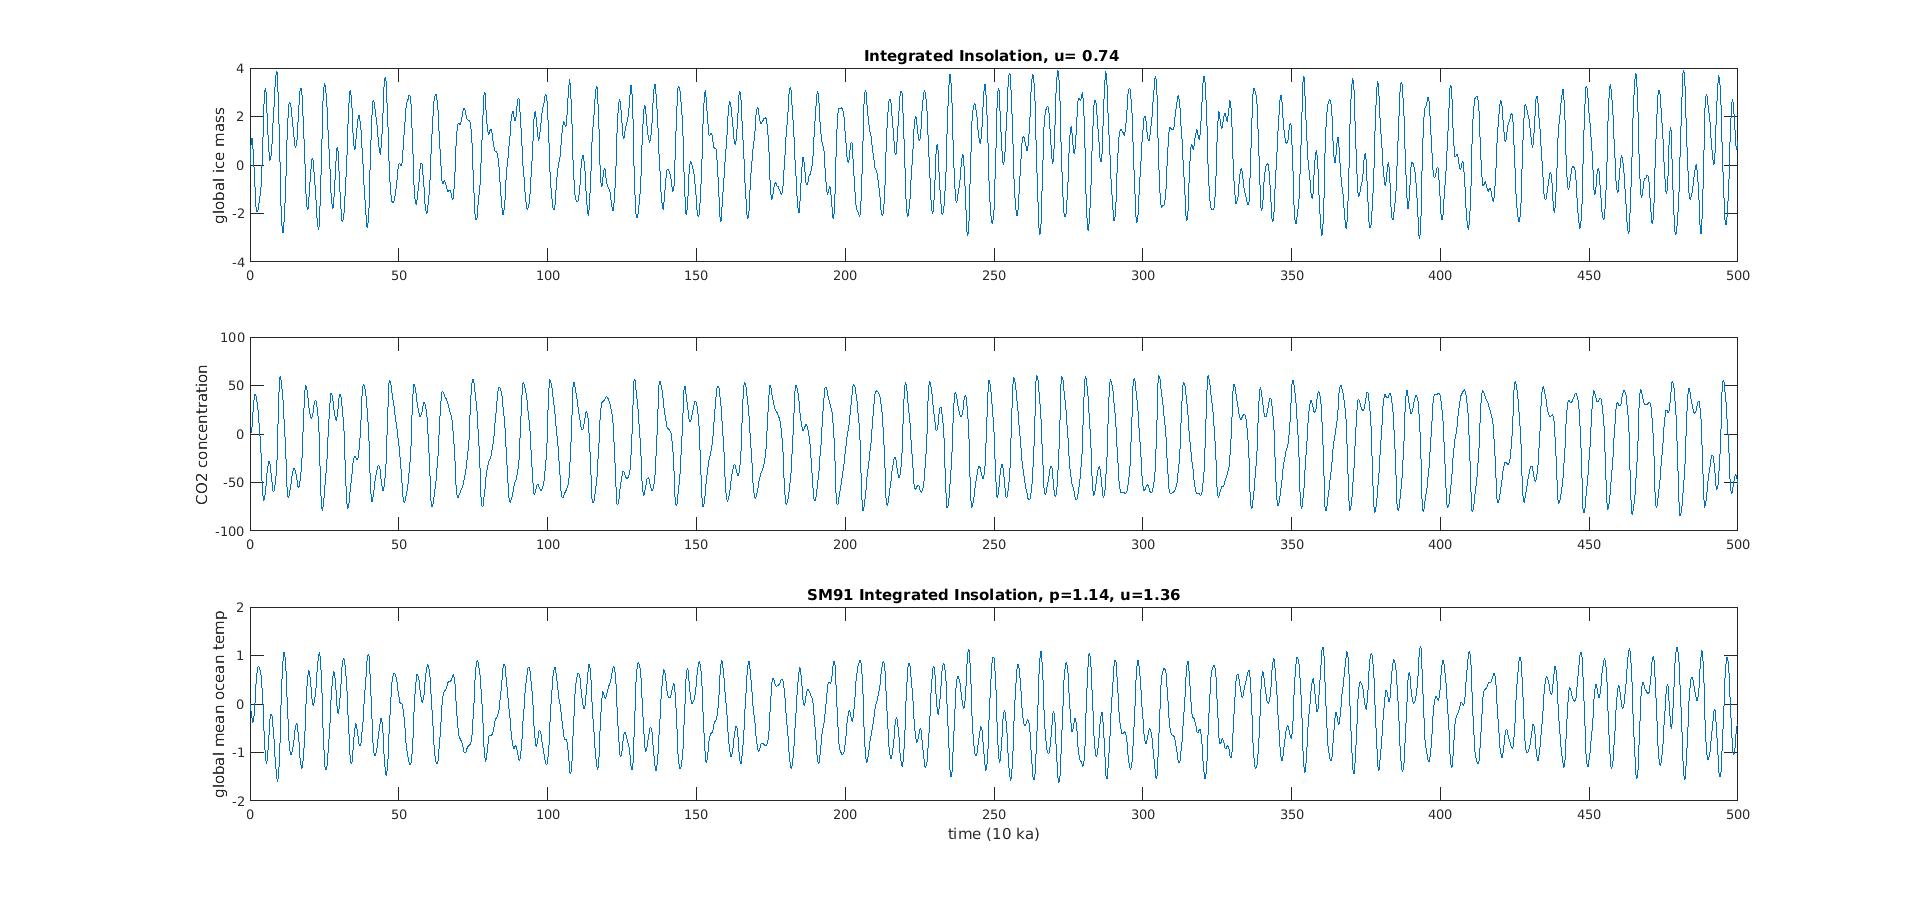 Integrated Insolation, u= 0.74
4
2
0
-2
-4
global ice mass
0 50 100 150 200 250 300 350 400 450 500
100
50
0
-50
-100
CO2 concentration
0 50 100 150 200 250 300 350 400 450 500
SM91 Integrated Insolation, p=1.14, u=1.36
2
1
0
-1
-2
global mean ocean temp
0 50 100 150 200 250 300 350 400 450 500
time (10 ka)